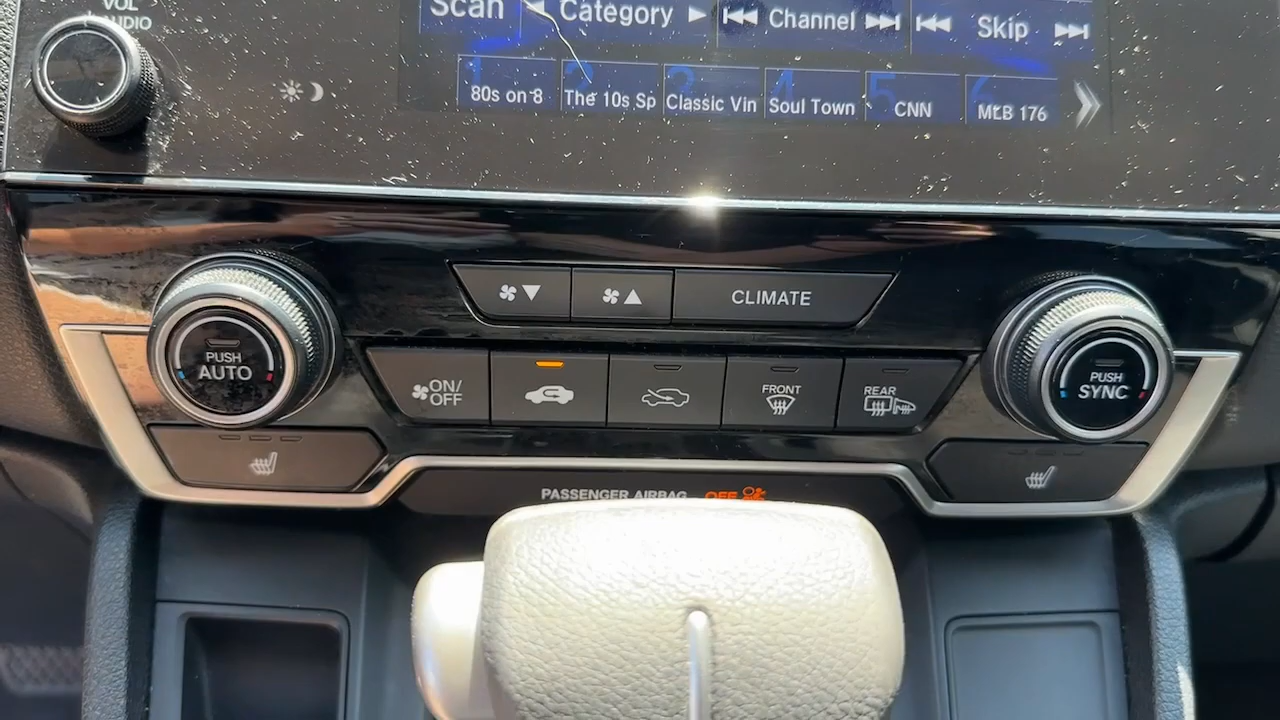 VOL
AUDIO
Scan
Category
Channel
Skip
1
2
3
4
5
6
80s on 8
The 10s Sp
Classic Vin
Soul Town
CNN
MLB 176
CLIMATE
PUSH
AUTO
ON/
OFF
FRONT
REAR
PUSH
SYNC
PASSENGER AIRBAG
OFF